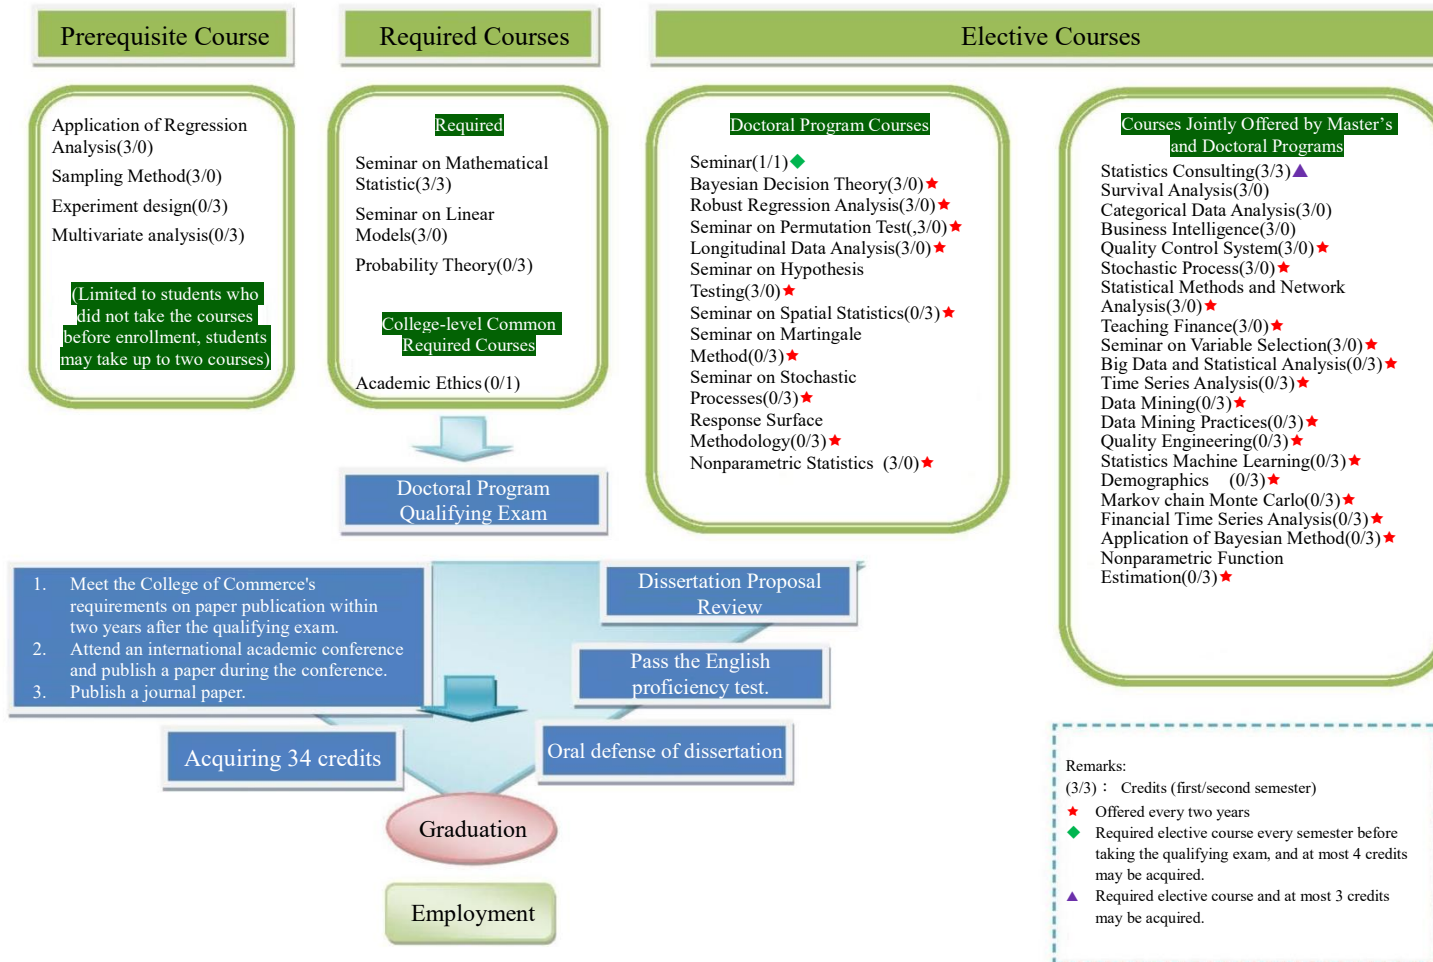 Prerequisite Course
Application of Regression
Analysis(3/0)
Sampling Method(3/0)
Experiment design(0/3)
Multivariate analysis(0/3)
(Limited to students who
did not take the courses
before enrollment, students
may take up to two courses)
Required Courses
Required
Seminar on Mathematical
Statistic(3/3)
Seminar on Linear
Models(3/0)
Probability Theory(0/3)
College-level Common
Required Courses
Academic Ethics (0/1)
Elective Courses
Doctoral Program Courses
Seminar(1/1)◆
Bayesian Decision Theory(3/0)★
Robust Regression Analysis(3/0)★
Seminar on Permutation Test(,3/0)★
Longitudinal Data Analysis(3/0)★
Seminar on Hypothesis
Testing(3/0)★
Seminar on Spatial Statistics(0/3)★
Seminar on Martingale
Method(0/3)★
Seminar on Stochastic
Processes(0/3)★
Response Surface
Methodology(0/3)★
Nonparametric Statistics (3/0)★
Courses Jointly Offered by Master's
and Doctoral Programs
Statistics Consulting(3/3)▲
Survival Analysis(3/0)
Categorical Data Analysis(3/0)
Business Intelligence(3/0)
Quality Control System(3/0)★
Stochastic Process(3/0)★
Statistical Methods and Network
Analysis(3/0)★
Teaching Finance(3/0)★
Seminar on Variable Selection(3/0)★
Big Data and Statistical Analysis(0/3)★
Time Series Analysis(0/3)★
Data Mining(0/3)★
Data Mining Practices(0/3)★
Quality Engineering(0/3)★
Statistics Machine Learning(0/3)★
Demographics (0/3)★
Markov chain Monte Carlo(0/3)★
Financial Time Series Analysis(0/3)★
Application of Bayesian Method(0/3)★
Nonparametric Function
Estimation(0/3)★
Doctoral Program
Qualifying Exam
1. Meet the College of Commerce's
requirements on paper publication within
two years after the qualifying exam.
2. Attend an international academic conference
and publish a paper during the conference.
3. Publish a journal paper.
Dissertation Proposal
Review
Pass the English
proficiency test.
Acquiring 34 credits
Oral defense of dissertation
Graduation
Employment
Remarks:
(3/3)： Credits (first/second semester)
★ Offered every two years
◆ Required elective course every semester before
taking the qualifying exam, and at most 4 credits
may be acquired.
▲ Required elective course and at most 3 credits
may be acquired.